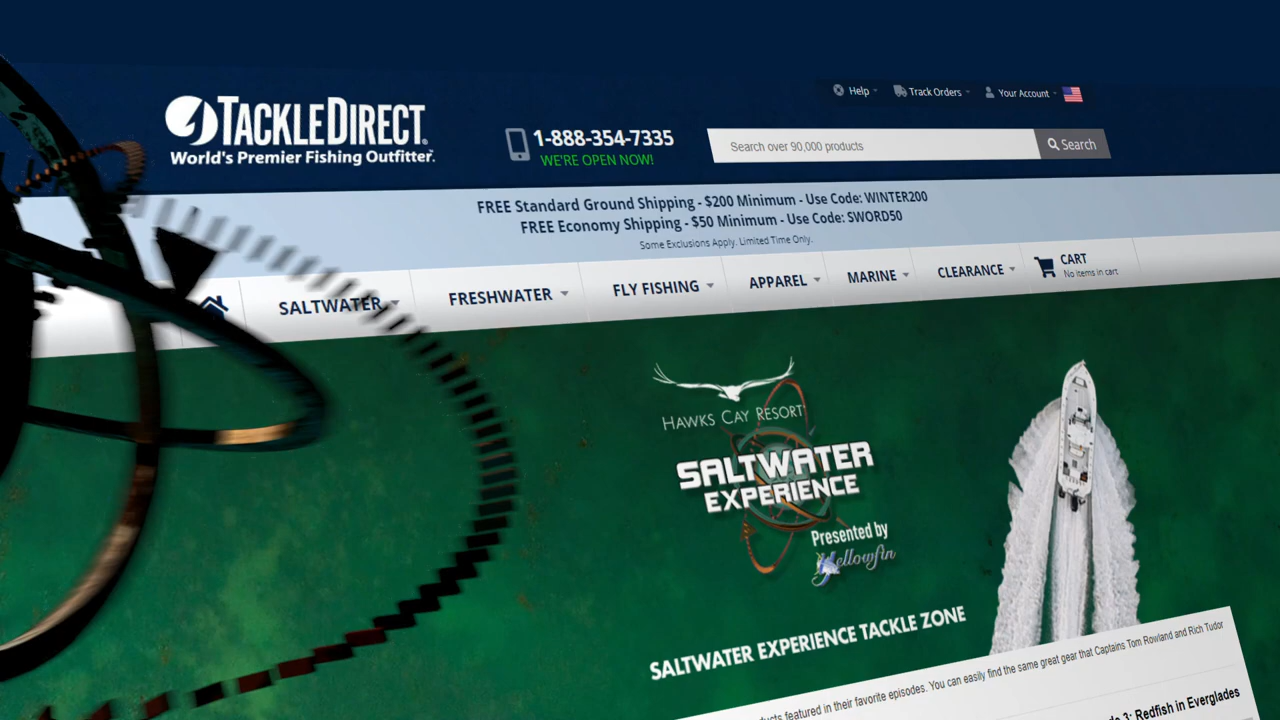 Help
Track Orders
Your Account
TACKLEDIRECT®
World's Premier Fishing Outfitter™
1-888-354-7335
WE'RE OPEN NOW!
Search over 90,000 products
Search
FREE Standard Ground Shipping - $200 Minimum - Use Code: WINTER200
FREE Economy Shipping - $50 Minimum - Use Code: SWORD50
Some Exclusions Apply. Limited Time Only.
SALTWATER
FRESHWATER
FLY FISHING
APPAREL
MARINE
CLEARANCE
CART
No items in cart
HAWKS CAY RESORT
SALTWATER
EXPERIENCE
Presented by
Yellowfin
SALTWATER EXPERIENCE TACKLE ZONE
featured in their favorite episodes. You can easily find the same great gear that Captains Tom Rowland and Rich Tudor
3: Redfish in Everglades